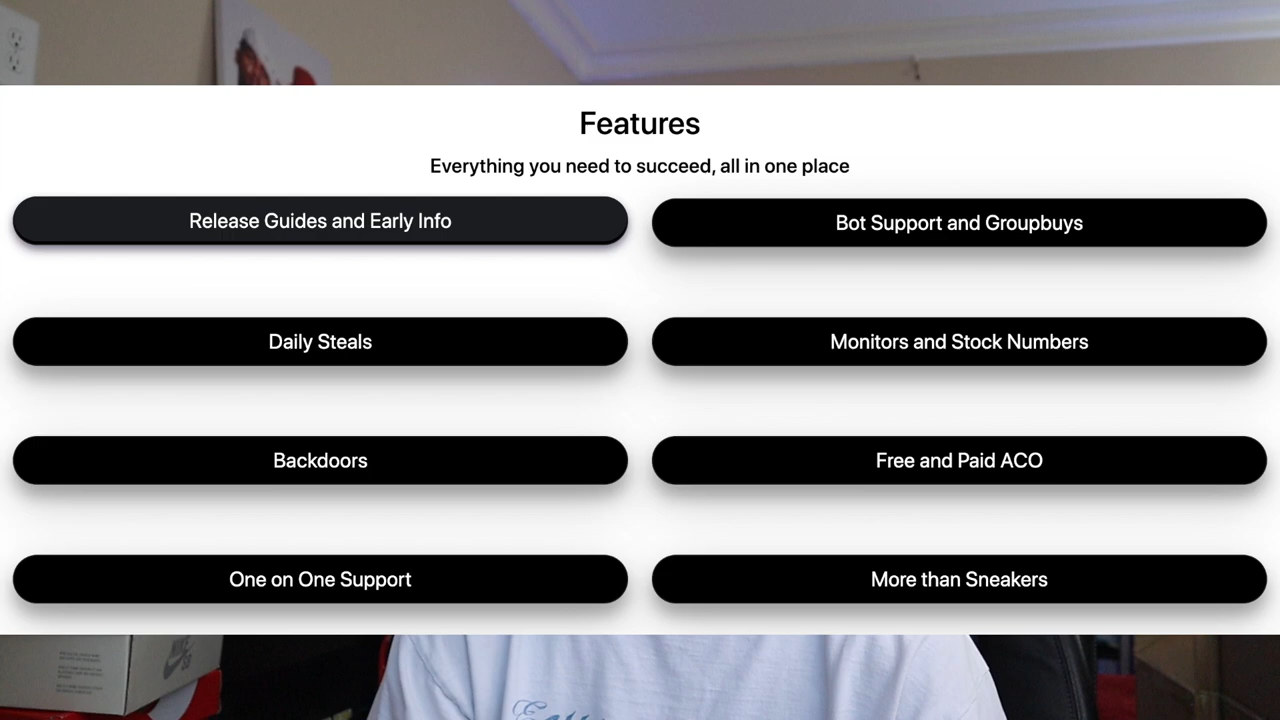 Features
Everything you need to succeed, all in one place
Release Guides and Early Info
Bot Support and Groupbuys
Daily Steals
Monitors and Stock Numbers
Backdoors
Free and Paid ACO
One on One Support
More than Sneakers
SB